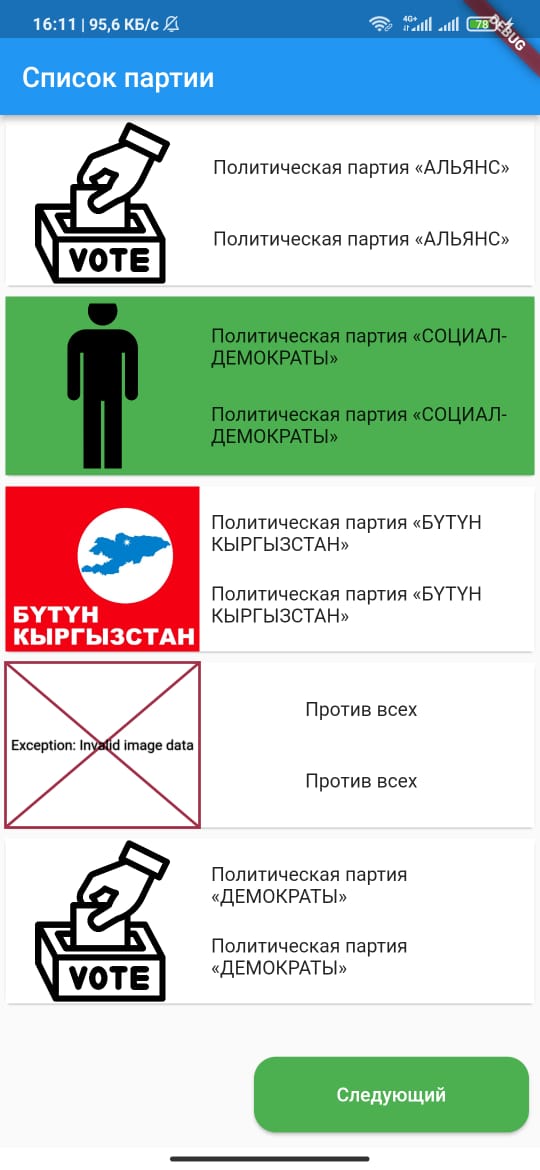 16:11 | 95,6 КБ/с
4G+
78
DEBUG
Список партии
VOTE
Политическая партия «АЛЬЯНС»
Политическая партия «АЛЬЯНС»
Политическая партия «СОЦИАЛ-
ДЕМОКРАТЫ»
Политическая партия «СОЦИАЛ-
ДЕМОКРАТЫ»
БҮТҮН
КЫРГЫЗСТАН
Политическая партия «БҮТҮН
КЫРГЫЗСТАН»
Политическая партия «БҮТҮН
КЫРГЫЗСТАН»
Exception: Invalid image data
Против всех
Против всех
VOTE
Политическая партия
«ДЕМОКРАТЫ»
Политическая партия
«ДЕМОКРАТЫ»
Следующий